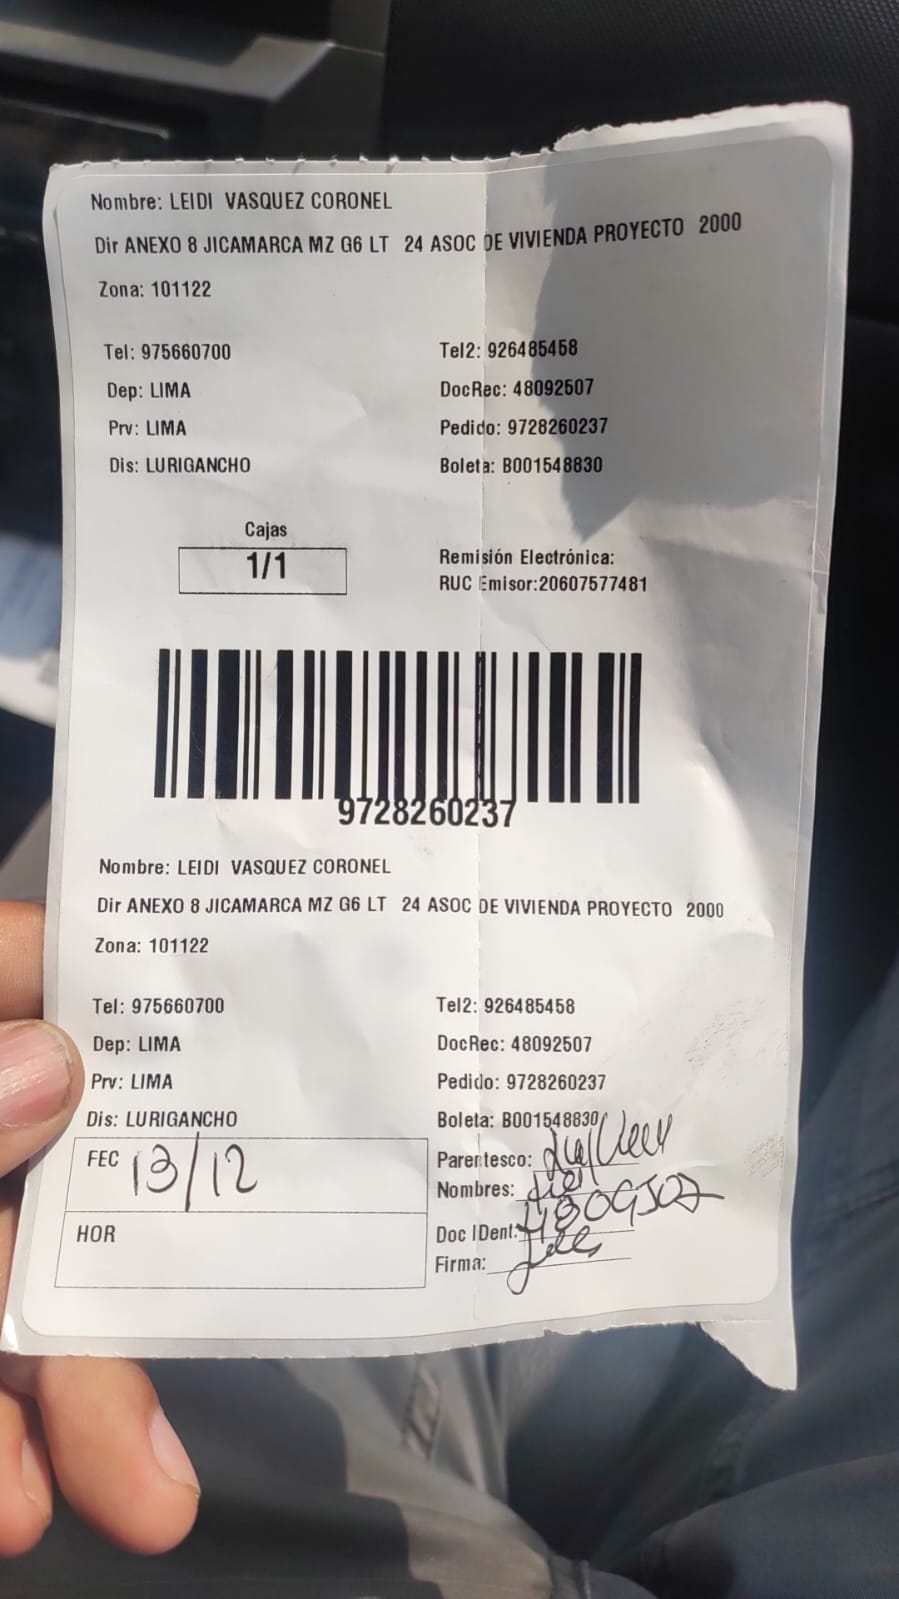 Nombre: LEIDI VASQUEZ CORONEL
Dir ANEXO 8 JICAMARCA MZ G6 LT 24 ASOC DE VIVIENDA PROYECTO 2000
Zona: 101122
Tel: 975660700 Tel2: 926485458
Dep: LIMA DocRec: 48092507
Prv: LIMA Pedido: 9728260237
Dis: LURIGANCHO Boleta: B001548830
Cajas
1/1
Remisión Electrónica:
RUC Emisor:20607577481
9728260237
Nombre: LEIDI VASQUEZ CORONEL
Dir ANEXO 8 JICAMARCA MZ G6 LT 24 ASOC DE VIVIENDA PROYECTO 2000
Zona: 101122
Tel: 975660700 Tel2: 926485458
Dep: LIMA DocRec: 48092507
Prv: LIMA Pedido: 9728260237
Dis: LURIGANCHO Boleta: B001548830
FEC 13/12 Parentesco:
Nombres:
HOR Doc IDent:
Firma: